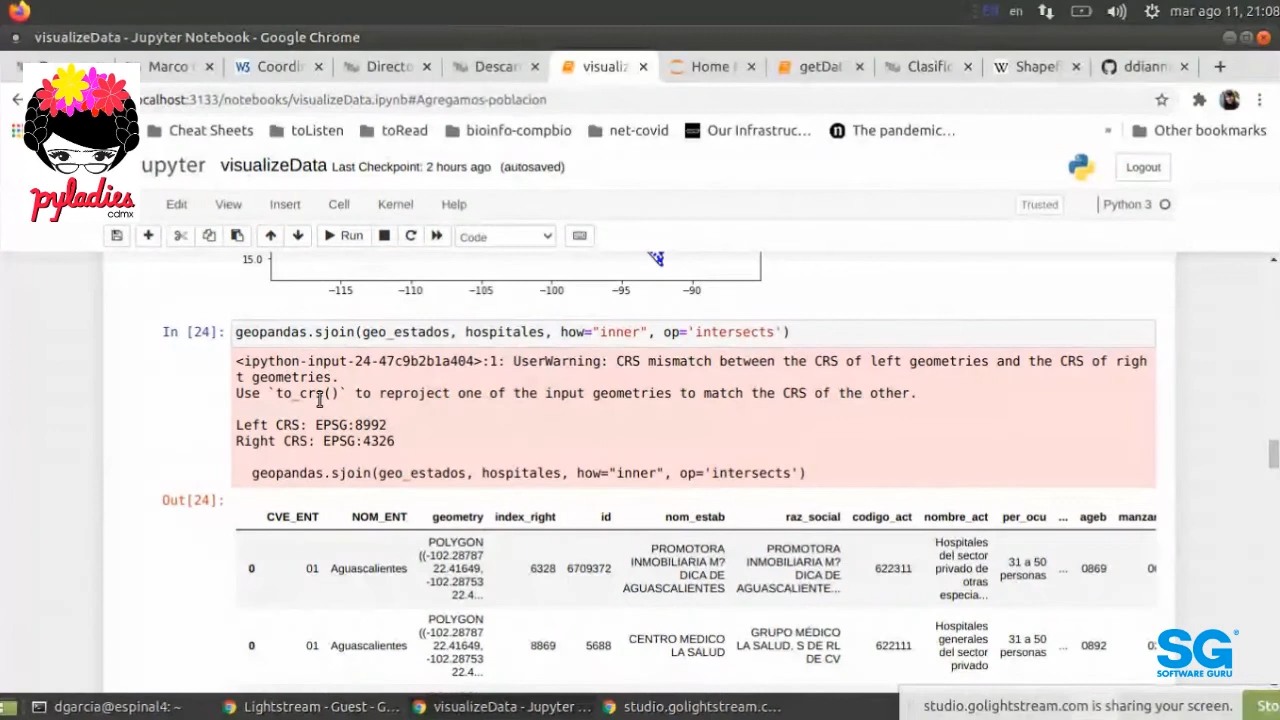 EN en mar ago 11, 21:08
visualizeData - Jupyter Notebook - Google Chrome
Marco Coordin Directo Descar visualiz Home F getDat Clasific Shapef ddianr
localhost:3133/notebooks/visualizeData.ipynb#Agregamos-poblacion
Cheat Sheets toListen toRead bioinfo-compbio net-covid Our Infrastruc... The pandemic... » Other bookmarks
pyladies
cdmx
jupyter visualizeData Last Checkpoint: 2 hours ago (autosaved) Logout
Edit View Insert Cell Kernel Help Trusted Python 3
Run Code
15.0
−115 −110 −105 −100 −95 −90
In [24]: geopandas.sjoin(geo_estados, hospitales, how="inner", op='intersects')
<ipython-input-24-47c9b2b1a404>:1: UserWarning: CRS mismatch between the CRS of left geometries and the CRS of righ
t geometries.
Use `to_crs()` to reproject one of the input geometries to match the CRS of the other.
Left CRS: EPSG:8992
Right CRS: EPSG:4326
geopandas.sjoin(geo_estados, hospitales, how="inner", op='intersects')
Out[24]:
CVE_ENT NOM_ENT geometry index_right id nom_estab raz_social codigo_act nombre_act per_ocu ... ageb manzar
0 01 Aguascalientes POLYGON ((-102.28787 22.41649, -102.28753 22.4... 6328 6709372 PROMOTORA INMOBILIARIA M?DICA DE AGUASCALIENTES PROMOTORA INMOBILIARIA M?DICA DE AGUASCALIENTE... 622311 Hospitales del sector privado de otras especia... 31 a 50 personas ... 0869
0 01 Aguascalientes POLYGON ((-102.28787 22.41649, -102.28753 22.4... 8869 5688 CENTRO MEDICO LA SALUD GRUPO MÉDICO LA SALUD. S DE RL DE CV 622111 Hospitales generales del sector privado 31 a 50 personas ... 0892
SG
SOFTWARE GURU
dgarcia@espinal4: ~ Lightstream - Guest - G... visualizeData - Jupyter ... studio.golightstream.c... studio.golightstream.com is sharing your screen. Sto